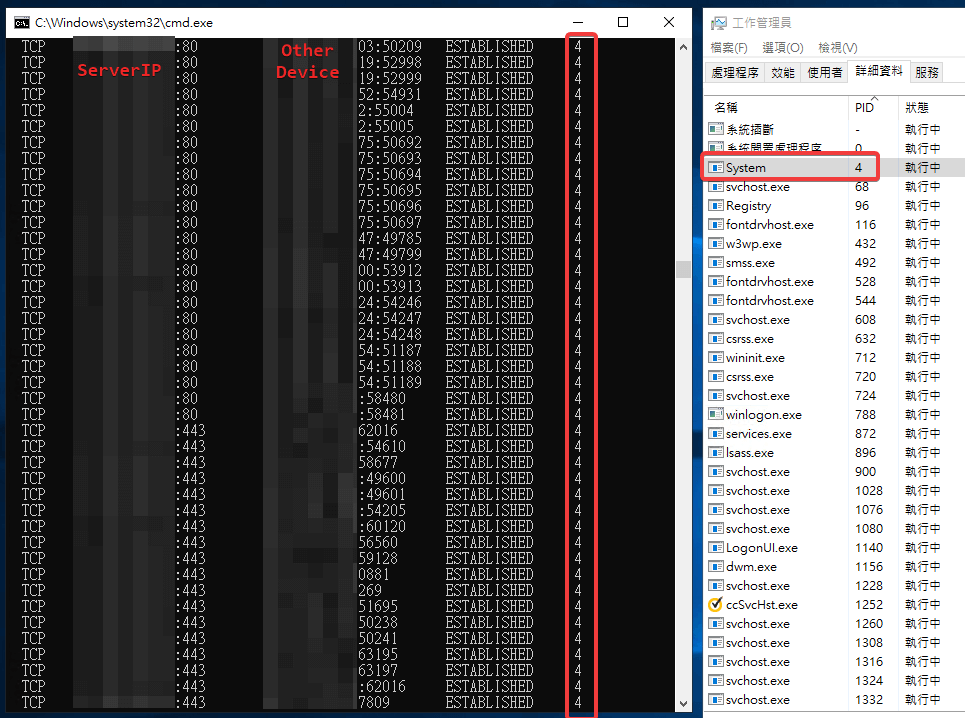 C:\Windows\system32\cmd.exe
ServerIP
Other
Device
TCP :80 03:50209 ESTABLISHED 4
TCP :80 19:52998 ESTABLISHED 4
TCP :80 19:52999 ESTABLISHED 4
TCP :80 52:54931 ESTABLISHED 4
TCP :80 2:55004 ESTABLISHED 4
TCP :80 2:55005 ESTABLISHED 4
TCP :80 75:50692 ESTABLISHED 4
TCP :80 75:50693 ESTABLISHED 4
TCP :80 75:50694 ESTABLISHED 4
TCP :80 75:50695 ESTABLISHED 4
TCP :80 75:50696 ESTABLISHED 4
TCP :80 75:50697 ESTABLISHED 4
TCP :80 47:49785 ESTABLISHED 4
TCP :80 47:49799 ESTABLISHED 4
TCP :80 00:53912 ESTABLISHED 4
TCP :80 00:53913 ESTABLISHED 4
TCP :80 24:54246 ESTABLISHED 4
TCP :80 24:54247 ESTABLISHED 4
TCP :80 24:54248 ESTABLISHED 4
TCP :80 54:51187 ESTABLISHED 4
TCP :80 54:51188 ESTABLISHED 4
TCP :80 54:51189 ESTABLISHED 4
TCP :80 :58480 ESTABLISHED 4
TCP :80 :58481 ESTABLISHED 4
TCP :443 62016 ESTABLISHED 4
TCP :443 :54610 ESTABLISHED 4
TCP :443 58677 ESTABLISHED 4
TCP :443 :49600 ESTABLISHED 4
TCP :443 :49601 ESTABLISHED 4
TCP :443 :54205 ESTABLISHED 4
TCP :443 :60120 ESTABLISHED 4
TCP :443 56560 ESTABLISHED 4
TCP :443 59128 ESTABLISHED 4
TCP :443 0881 ESTABLISHED 4
TCP :443 269 ESTABLISHED 4
TCP :443 51695 ESTABLISHED 4
TCP :443 50238 ESTABLISHED 4
TCP :443 50241 ESTABLISHED 4
TCP :443 63195 ESTABLISHED 4
TCP :443 63197 ESTABLISHED 4
TCP :443 :62016 ESTABLISHED 4
TCP :443 7809 ESTABLISHED 4
工作管理員
檔案(F) 選項(O) 檢視(V)
處理程序 效能 使用者 詳細資料 服務
名稱 PID 狀態
系統插斷 - 執行中
系統閒置處理程序 0 執行中
System 4 執行中
svchost.exe 68 執行中
Registry 96 執行中
fontdrvhost.exe 116 執行中
w3wp.exe 432 執行中
smss.exe 492 執行中
fontdrvhost.exe 528 執行中
fontdrvhost.exe 544 執行中
svchost.exe 608 執行中
csrss.exe 632 執行中
wininit.exe 712 執行中
csrss.exe 720 執行中
svchost.exe 724 執行中
winlogon.exe 788 執行中
services.exe 872 執行中
lsass.exe 896 執行中
svchost.exe 900 執行中
svchost.exe 1028 執行中
svchost.exe 1076 執行中
svchost.exe 1080 執行中
LogonUI.exe 1140 執行中
dwm.exe 1156 執行中
svchost.exe 1228 執行中
ccSvcHst.exe 1252 執行中
svchost.exe 1260 執行中
svchost.exe 1308 執行中
svchost.exe 1316 執行中
svchost.exe 1324 執行中
svchost.exe 1332 執行中